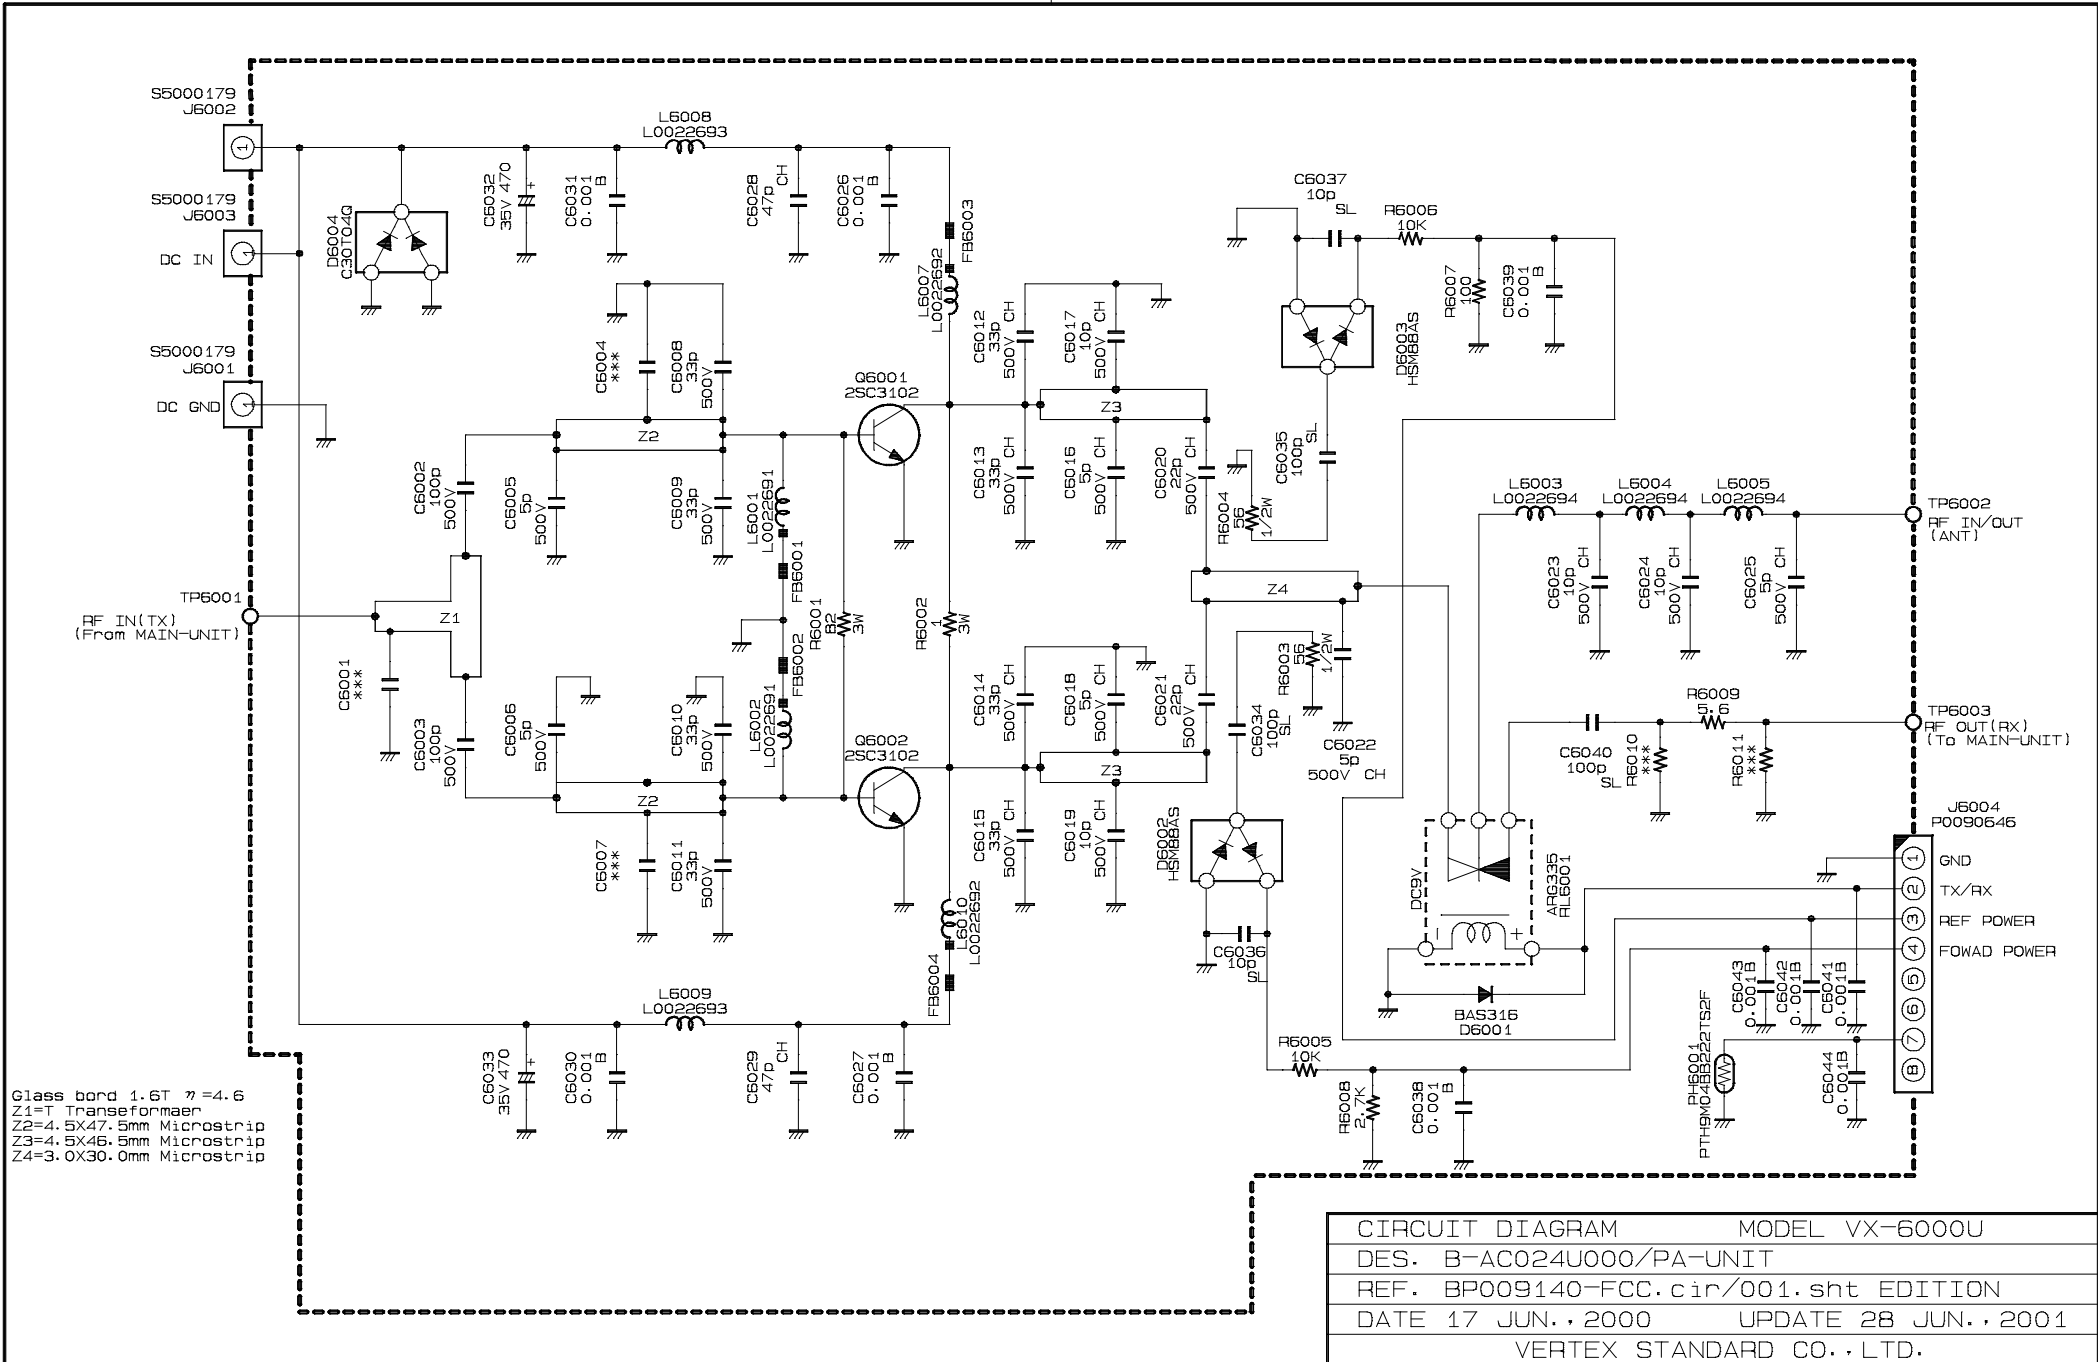 S5000179
J6002
1
S5000179
J6003
DC IN
1
S5000179
J6001
DC GND
1
D6004
C30T04Q
C6032
35V 470
+
C6031
0.001
B
L6008
L0022693
C6028
47p
CH
C6026
0.001
B
FB6003
L6007
L0022692
C6004
***
C6008
33p
500V
Z2
C6002
100p
500V
C6005
5p
500V
C6009
33p
500V
L6001
L0022691
FB6001
Q6001
2SC3102
C6012
33p
500V CH
C6017
10p
500V CH
Z3
C6013
33p
500V CH
C6016
5p
500V CH
C6020
22p
500V CH
C6037
10p
SL
R6006
10K
R6007
100
C6039
0.001
B
D6003
HSM88AS
C6035
100p
SL
R6004
56
1/2W
L6003
L0022694
L6004
L0022694
L6005
L0022694
TP6002
RF IN/OUT
(ANT)
C6023
10p
500V CH
C6024
10p
500V CH
C6025
5p
500V CH
TP6001
RF IN(TX)
(From MAIN-UNIT)
Z1
C6001
***
C6003
100p
500V
C6006
5p
500V
C6010
33p
500V
FB6002
L6002
L0022691
R6001
82
3W
R6002
1
3W
Z4
C6014
33p
500V CH
C6018
5p
500V CH
C6021
22p
500V CH
C6034
100p
SL
R6003
56
1/2W
C6022
5p
500V CH
R6009
5.6
C6040
100p
SL
R6010
***
R6011
***
TP6003
RF OUT(RX)
(To MAIN-UNIT)
Q6002
2SC3102
Z2
Z3
C6007
***
C6011
33p
500V
C6015
33p
500V CH
C6019
10p
500V CH
D6002
HSM88AS
C6036
10p
SL
L6010
L0022692
FB6004
DC9V
ARG335
RL6001
-
+
BAS316
D6001
J6004
P0090646
1
GND
2
TX/RX
3
REF POWER
4
FOWAD POWER
5
6
7
8
C6043
0.001B
C6042
0.001B
C6041
0.001B
PH6001
PTH9M04BB222TS2F
C6044
0.001B
C6033
35V 470
+
C6030
0.001
B
L6009
L0022693
C6029
47p
CH
C6027
0.001
B
R6005
10K
R6008
2.7K
C6038
0.001
B
Glass bord 1.6T η=4.6
Z1=T Transeformaer
Z2=4.5X47.5mm Microstrip
Z3=4.5X46.5mm Microstrip
Z4=3.0X30.0mm Microstrip
CIRCUIT DIAGRAM MODEL VX-6000U
DES. B-AC024U000/PA-UNIT
REF. BP009140-FCC.cir/001.sht EDITION
DATE 17 JUN.,2000 UPDATE 28 JUN.,2001
VERTEX STANDARD CO.,LTD.